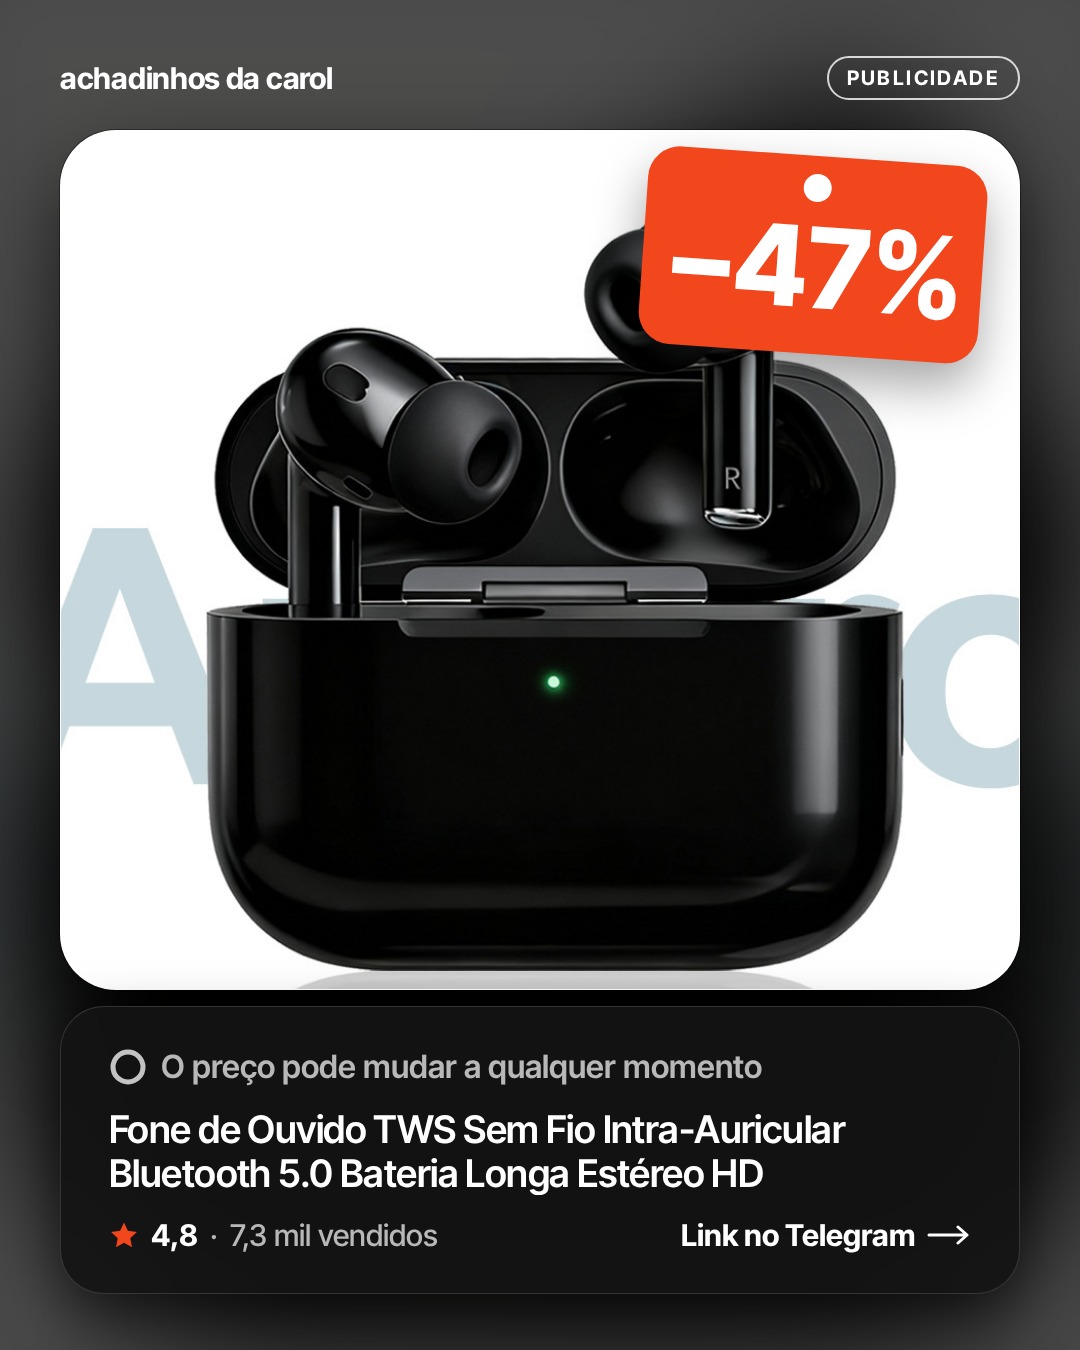 achadinhos da carol
PUBLICIDADE
–47%
R
O preço pode mudar a qualquer momento
Fone de Ouvido TWS Sem Fio Intra-Auricular
Bluetooth 5.0 Bateria Longa Estéreo HD
4,8 · 7,3 mil vendidos
Link no Telegram →